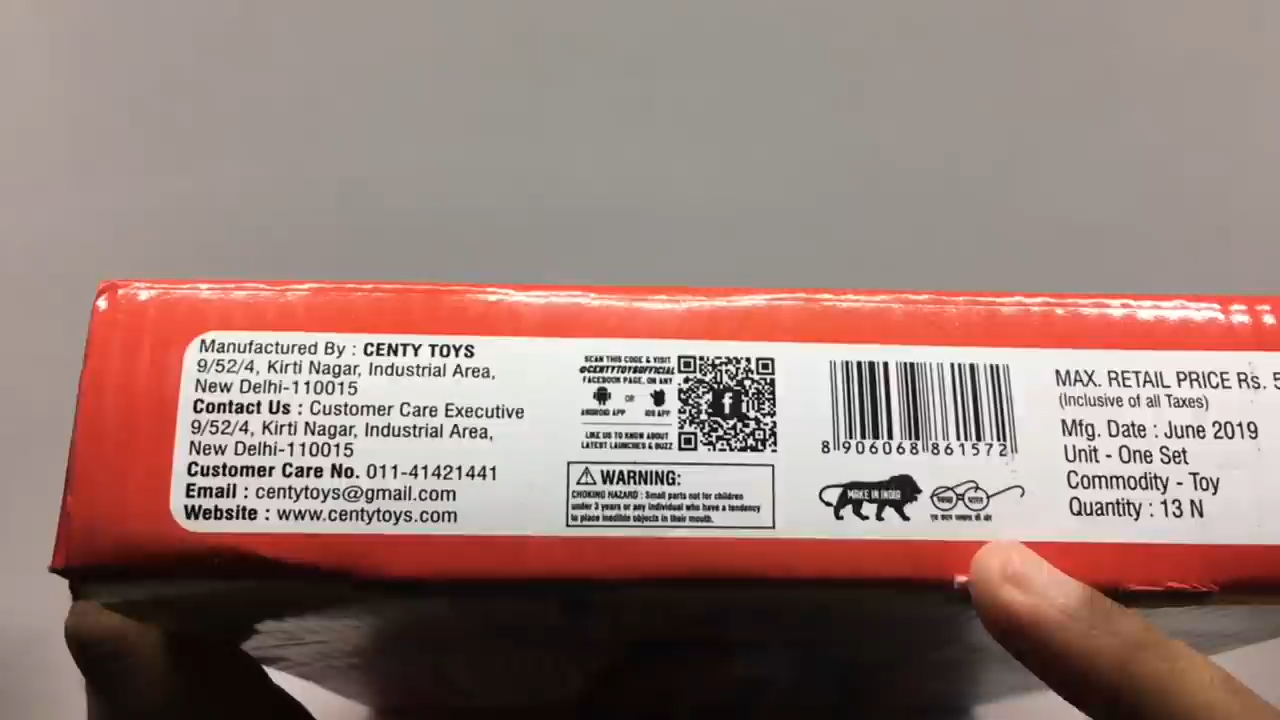 Manufactured By : CENTY TOYS
9/52/4, Kirti Nagar, Industrial Area,
New Delhi-110015
Contact Us : Customer Care Executive
9/52/4, Kirti Nagar, Industrial Area,
New Delhi-110015
Customer Care No. 011-41421441
Email : centytoys@gmail.com
Website : www.centytoys.com
SCAN THIS CODE & VISIT
@CENTYTOYSOFFICIAL
FACEBOOK PAGE, ON ANY
OR
ANDROID APP IOS APP
LIKE US TO KNOW ABOUT
LATEST LAUNCHES & BUZZ
f
WARNING:
CHOKING HAZARD : Small parts not for children
under 3 years or any individual who have a tendency
to place inedible objects in their mouth.
8 906068 861572
MAKE IN INDIA
स्वच्छ भारत
एक कदम स्वच्छता की ओर
MAX. RETAIL PRICE Rs. 5
(Inclusive of all Taxes)
Mfg. Date : June 2019
Unit - One Set
Commodity - Toy
Quantity : 13 N